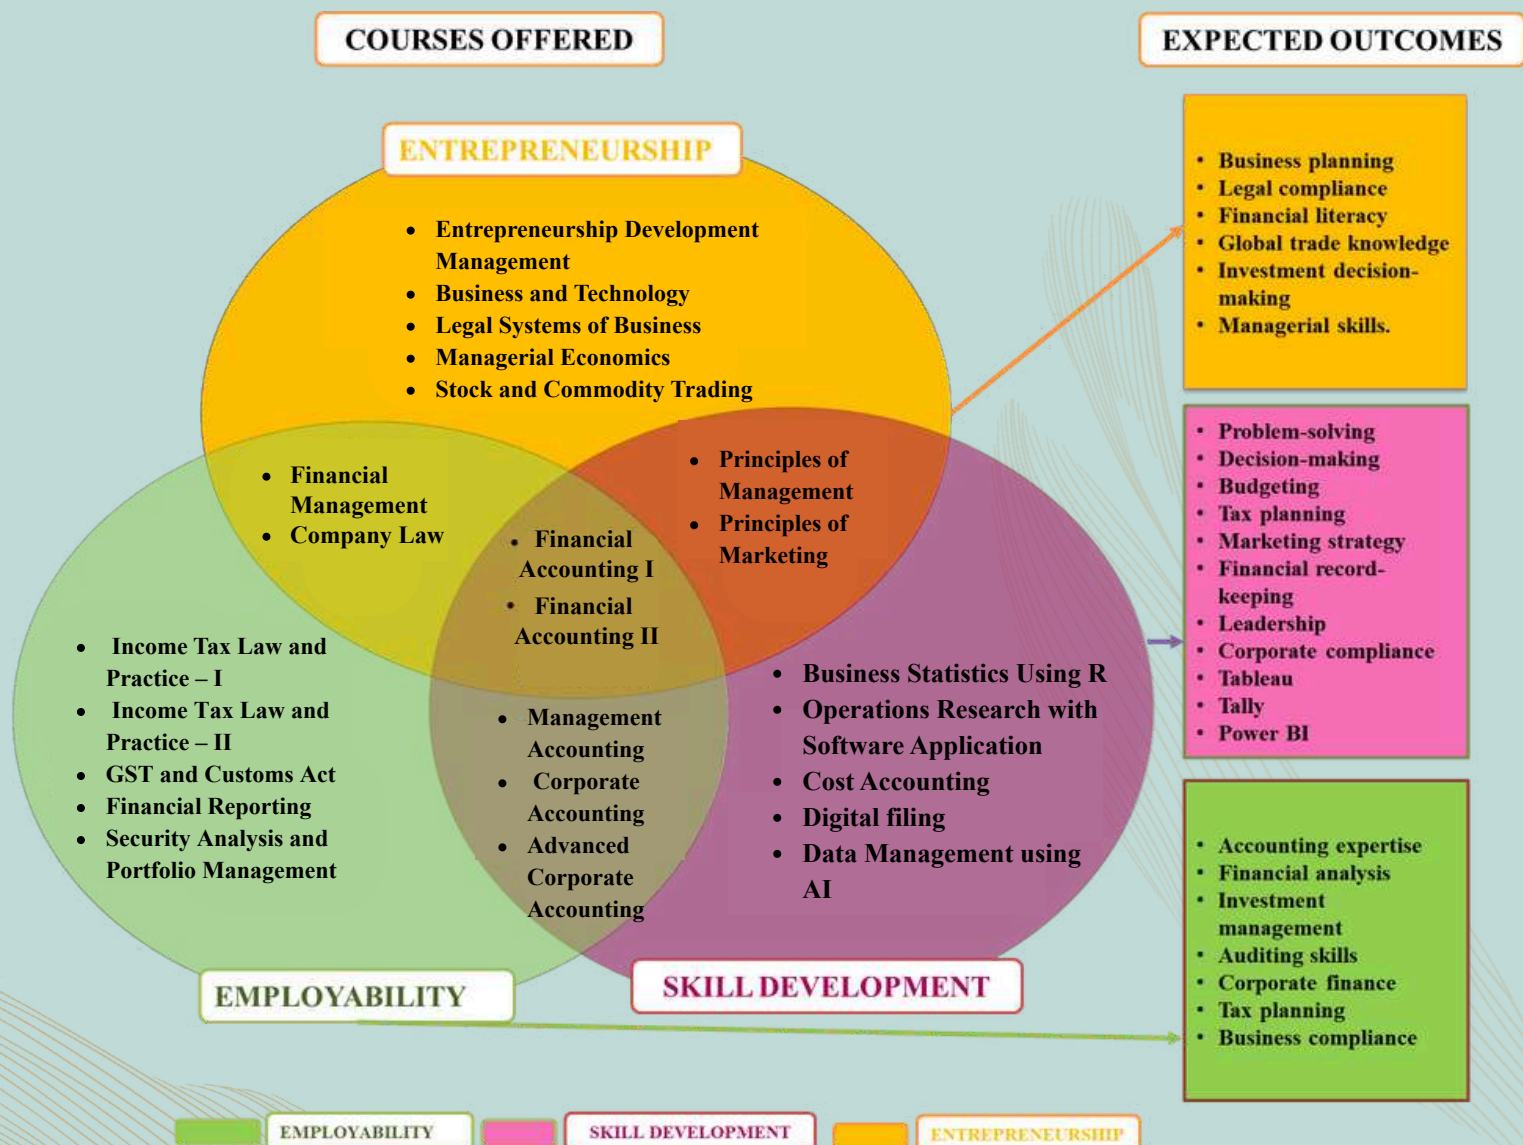 COURSES OFFERED
EXPECTED OUTCOMES
ENTREPRENEURSHIP
• Entrepreneurship Development
Management
• Business and Technology
• Legal Systems of Business
• Managerial Economics
• Stock and Commodity Trading
• Financial
Management
• Company Law
• Principles of
Management
• Principles of
Marketing
• Financial
Accounting I
• Financial
Accounting II
• Income Tax Law and
Practice – I
• Income Tax Law and
Practice – II
• GST and Customs Act
• Financial Reporting
• Security Analysis and
Portfolio Management
• Management
Accounting
• Corporate
Accounting
• Advanced
Corporate
Accounting
• Business Statistics Using R
• Operations Research with
Software Application
• Cost Accounting
• Digital filing
• Data Management using
AI
EMPLOYABILITY
SKILL DEVELOPMENT
• Business planning
• Legal compliance
• Financial literacy
• Global trade knowledge
• Investment decision-
making
• Managerial skills.
• Problem-solving
• Decision-making
• Budgeting
• Tax planning
• Marketing strategy
• Financial record-
keeping
• Leadership
• Corporate compliance
• Tableau
• Tally
• Power BI
• Accounting expertise
• Financial analysis
• Investment
management
• Auditing skills
• Corporate finance
• Tax planning
• Business compliance
EMPLOYABILITY
SKILL DEVELOPMENT
ENTREPRENEURSHIP